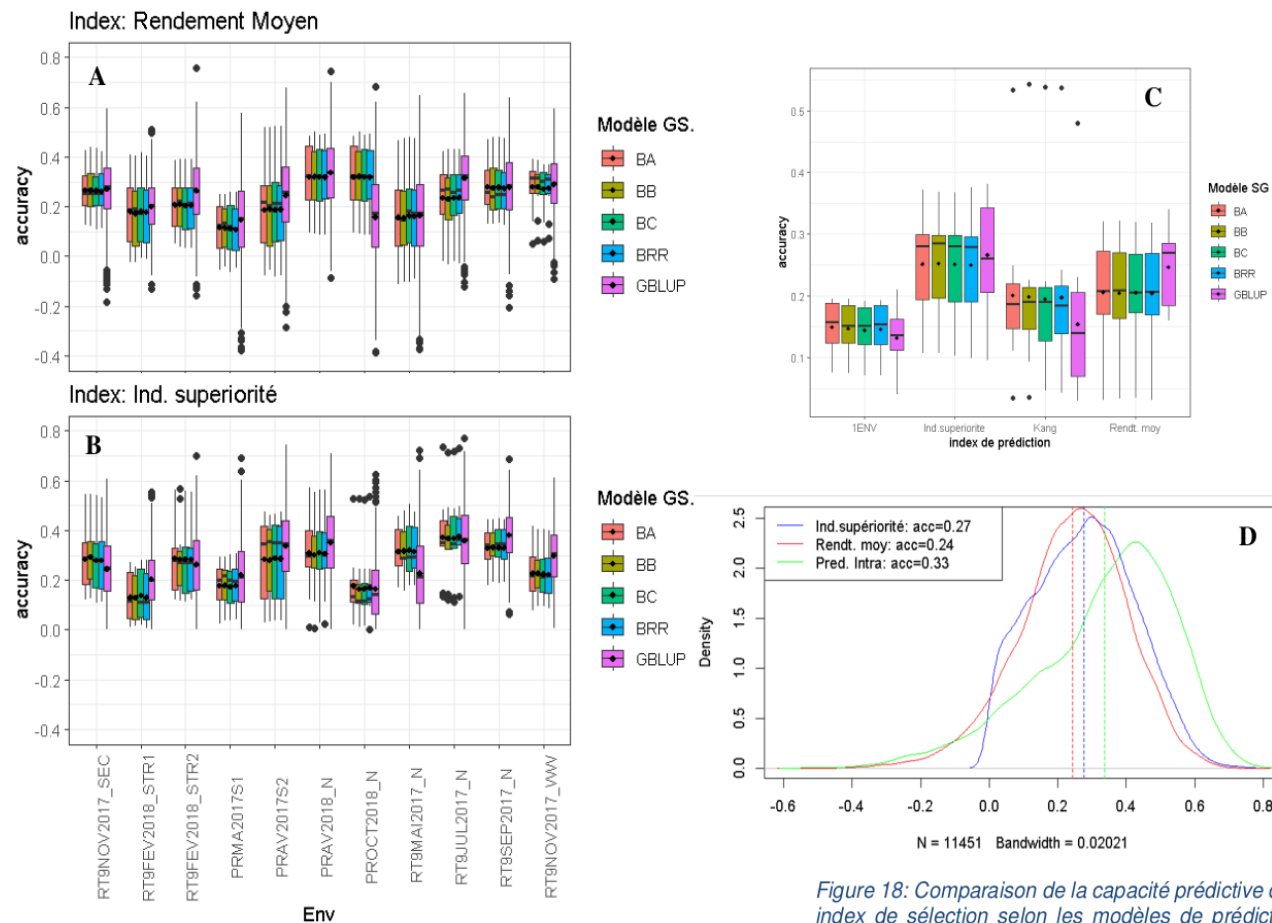 Index: Rendement Moyen
A
0.8
0.6
0.4
0.2
0.0
-0.2
-0.4
accuracy
Modèle GS.
BA
BB
BC
BRR
GBLUP
Index: Ind. superiorité
B
0.8
0.6
0.4
0.2
0.0
-0.2
-0.4
accuracy
Modèle GS.
BA
BB
BC
BRR
GBLUP
RT9NOV2017_SEC
RT9FEV2018_STR1
RT9FEV2018_STR2
PRMA2017S1
PRAV2017S2
PRAV2018_N
PROCT2018_N
RT9MAI2017_N
RT9JUL2017_N
RT9SEP2017_N
RT9NOV2017_WW
Env
C
0.5
0.4
0.3
0.2
0.1
accuracy
1ENV
Ind.superiorite
Kang
Rendt. moy
index de prédiction
Modèle SG
BA
BB
BC
BRR
GBLUP
D
Ind.supériorité: acc=0.27
Rendt. moy: acc=0.24
Pred. Intra: acc=0.33
2.5
2.0
1.5
1.0
0.5
0.0
Density
-0.6
-0.4
-0.2
0.0
0.2
0.4
0.6
0.8
N = 11451 Bandwidth = 0.02021
Figure 18: Comparaison de la capacité prédictive
index de sélection selon les modèles de